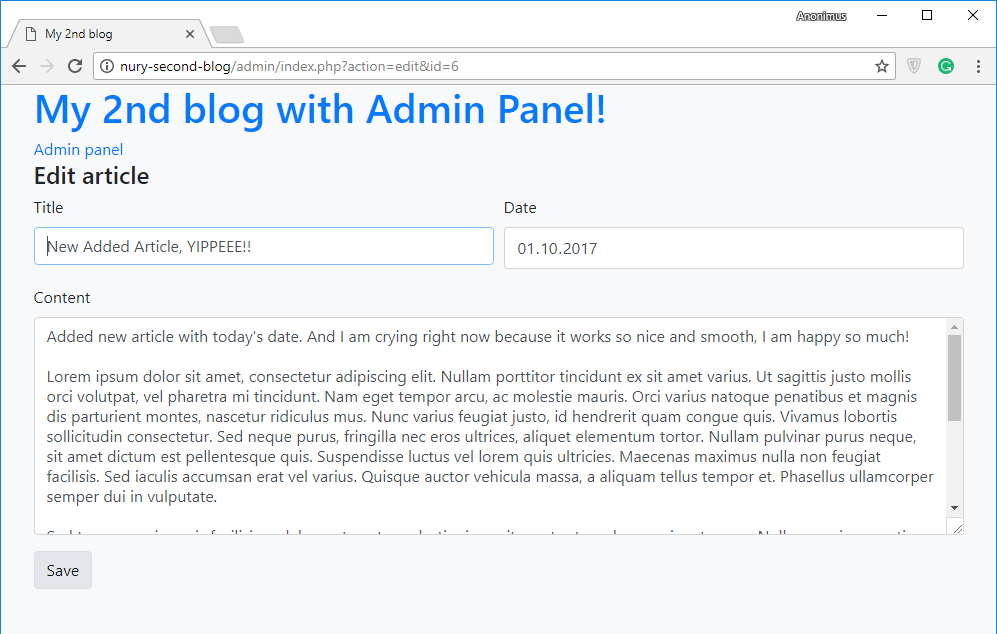 Anonimus
My 2nd blog
nury-second-blog/admin/index.php?action=edit&id=6
My 2nd blog with Admin Panel!
Admin panel
Edit article
Title
Date
New Added Article, YIPPEEE!!
01.10.2017
Content
Added new article with today's date. And I am crying right now because it works so nice and smooth, I am happy so much!
Lorem ipsum dolor sit amet, consectetur adipiscing elit. Nullam porttitor tincidunt ex sit amet varius. Ut sagittis justo mollis
orci volutpat, vel pharetra mi tincidunt. Nam eget tempor arcu, ac molestie mauris. Orci varius natoque penatibus et magnis
dis parturient montes, nascetur ridiculus mus. Nunc varius feugiat justo, id hendrerit quam congue quis. Vivamus lobortis
sollicitudin consectetur. Sed neque purus, fringilla nec eros ultrices, aliquet elementum tortor. Nullam pulvinar purus neque,
sit amet dictum est pellentesque quis. Suspendisse luctus vel lorem quis ultricies. Maecenas maximus nulla non feugiat
facilisis. Sed iaculis accumsan erat vel varius. Quisque auctor vehicula massa, a aliquam tellus tempor et. Phasellus ullamcorper
semper dui in vulputate.
Save